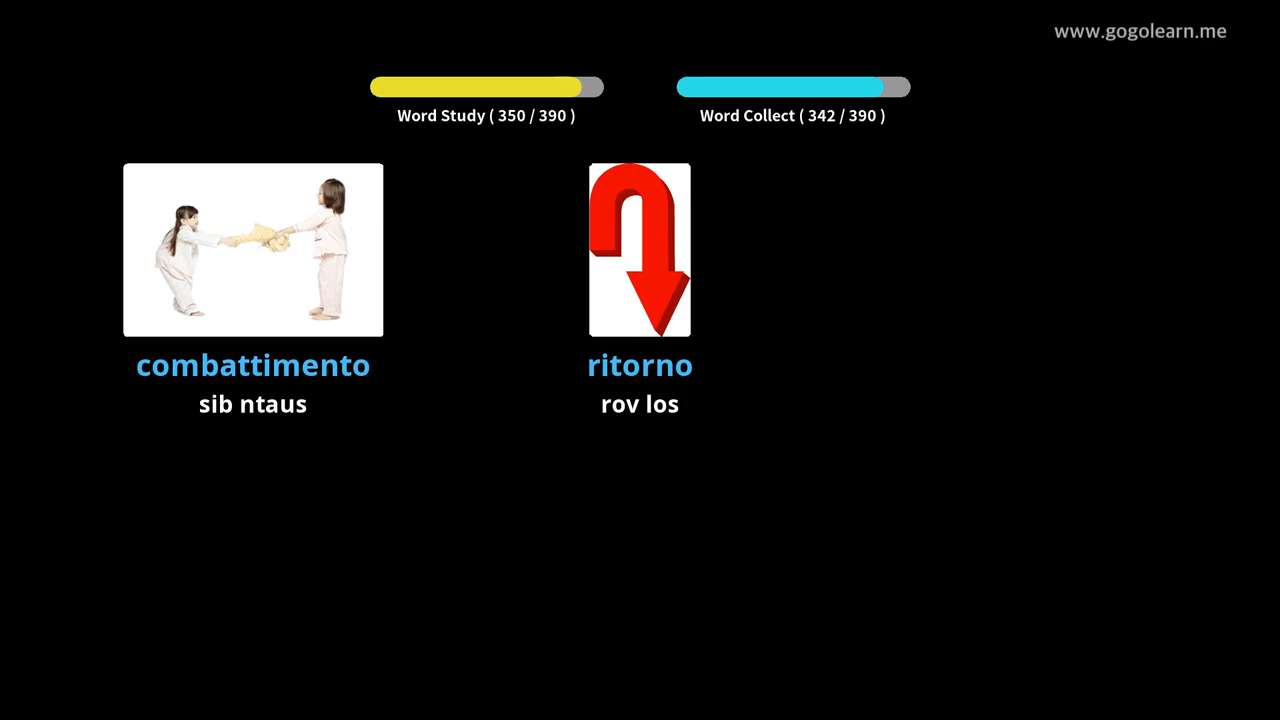 www.gogolearn.me
Word Study ( 350 / 390 )
Word Collect ( 342 / 390 )
combattimento
sib ntaus
ritorno
rov los